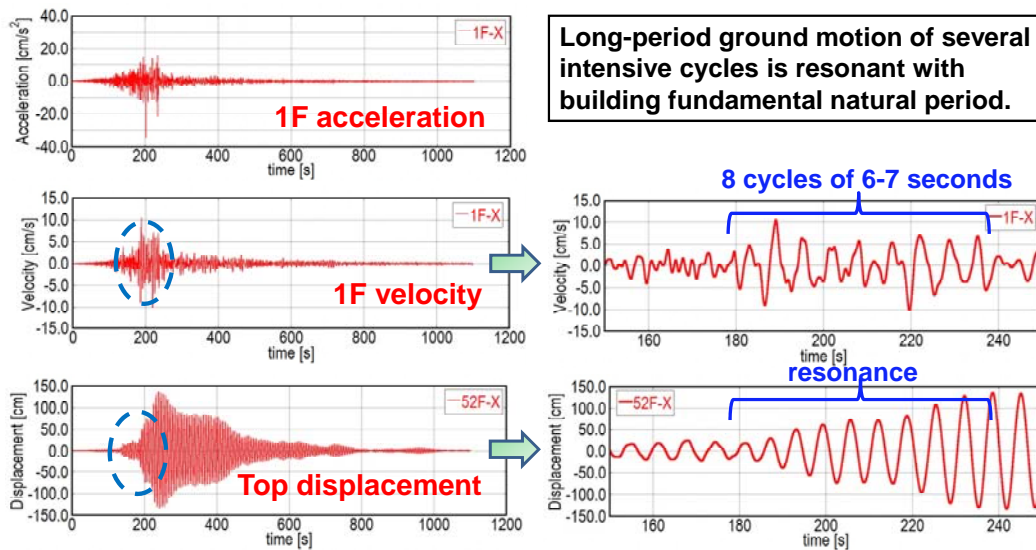 40.0
20.0
0.0
-20.0
-40.0
Acceleration [cm/s²]
1F-X
1F acceleration
0 200 400 600 800 1000 1200
time [s]
Long-period ground motion of several
intensive cycles is resonant with
building fundamental natural period.
15.0
10.0
5.0
0.0
-5.0
-10.0
-15.0
Velocity [cm/s]
1F-X
1F velocity
0 200 400 600 800 1000 1200
time [s]
8 cycles of 6-7 seconds
15.0
10.0
5.0
0.0
-5.0
-10.0
-15.0
Velocity [cm/s]
1F-X
160 180 200 220 240
time [s]
150.0
100.0
50.0
0.0
-50.0
-100.0
-150.0
Displacement [cm]
52F-X
Top displacement
0 200 400 600 800 1000 1200
time [s]
resonance
150.0
100.0
50.0
0.0
-50.0
-100.0
-150.0
Displacement [cm]
52F-X
160 180 200 220 240
time [s]